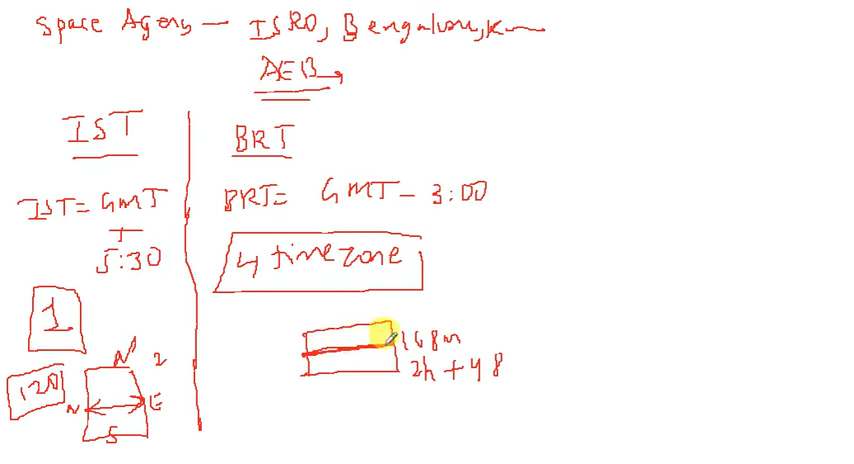 Space Agency — ISRO, Bengaluru, K
AEB
IST
BRT
IST = GMT
+
5:30
BRT = GMT - 3:00
4 time zone
1
N
2
120
E
S
168m
2h + 48